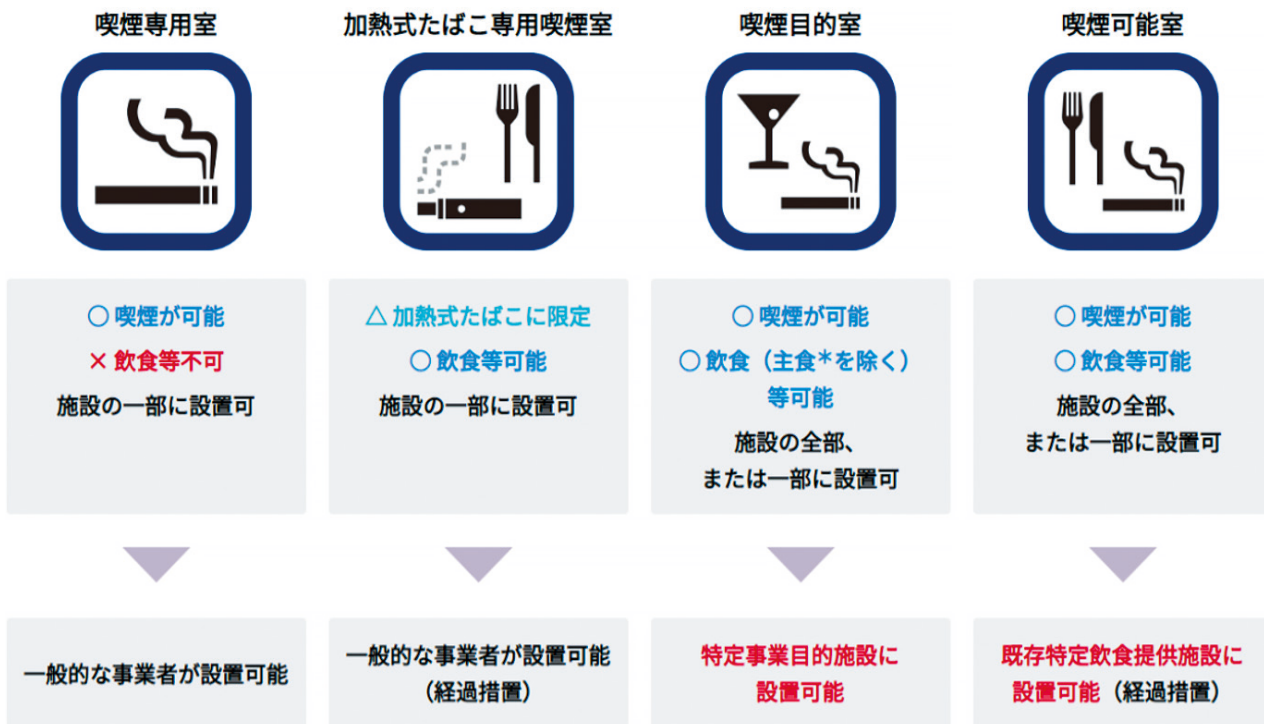 喫煙専用室
○ 喫煙が可能
× 飲食等不可
施設の一部に設置可
一般的な事業者が設置可能
加熱式たばこ専用喫煙室
△ 加熱式たばこに限定
○ 飲食等可能
施設の一部に設置可
一般的な事業者が設置可能
（経過措置）
喫煙目的室
○ 喫煙が可能
○ 飲食（主食＊を除く）
等可能
施設の全部、
または一部に設置可
特定事業目的施設に
設置可能
喫煙可能室
○ 喫煙が可能
○ 飲食等可能
施設の全部、
または一部に設置可
既存特定飲食提供施設に
設置可能（経過措置）